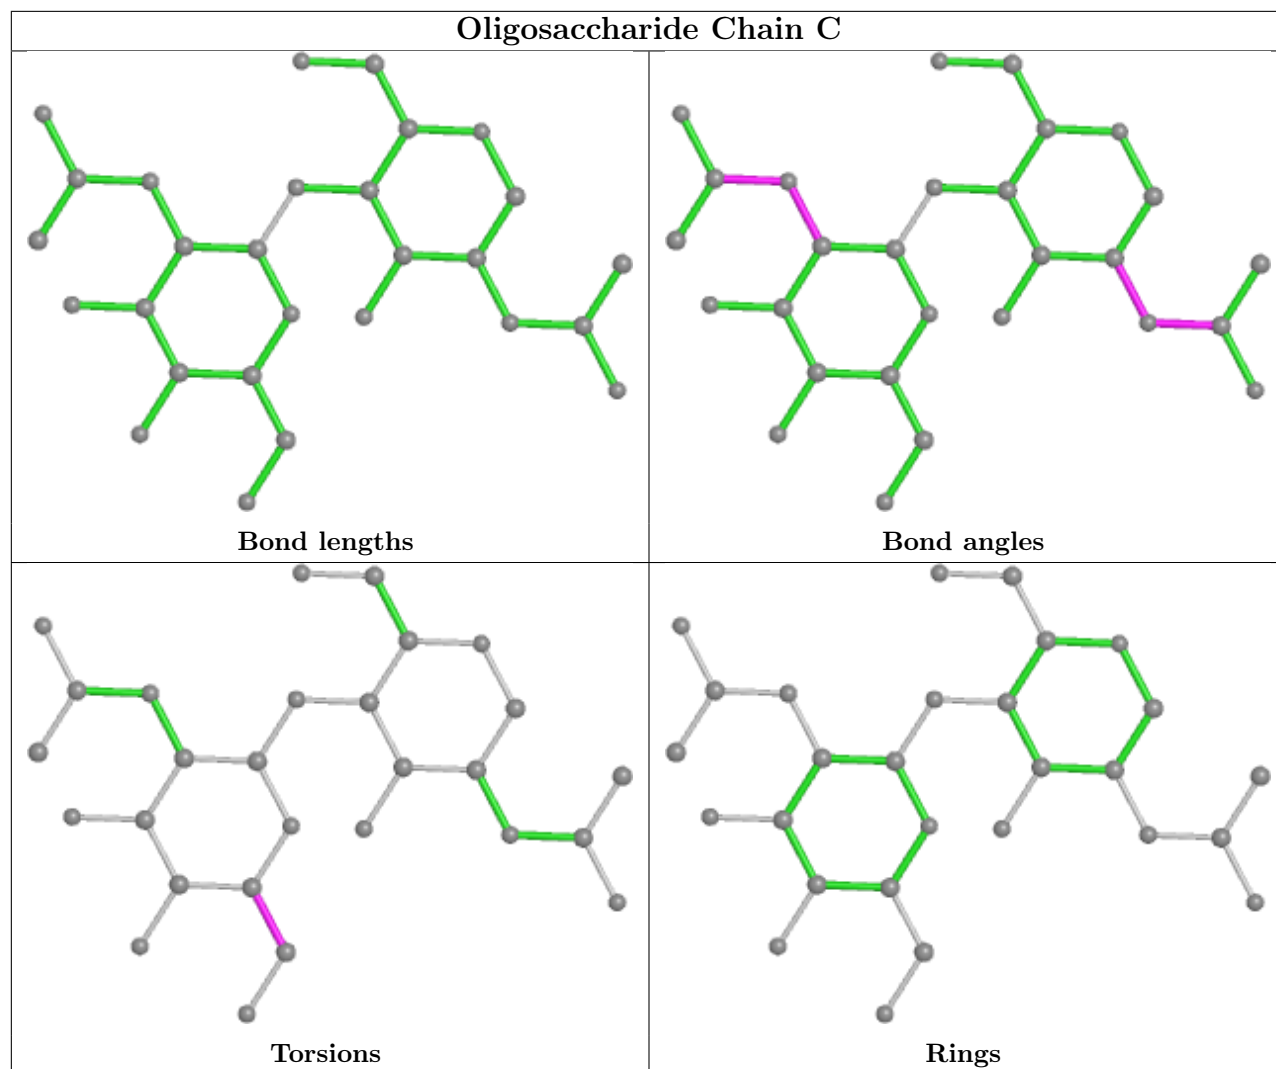 Oligosaccharide Chain C
Bond lengths
Bond angles
Torsions
Rings